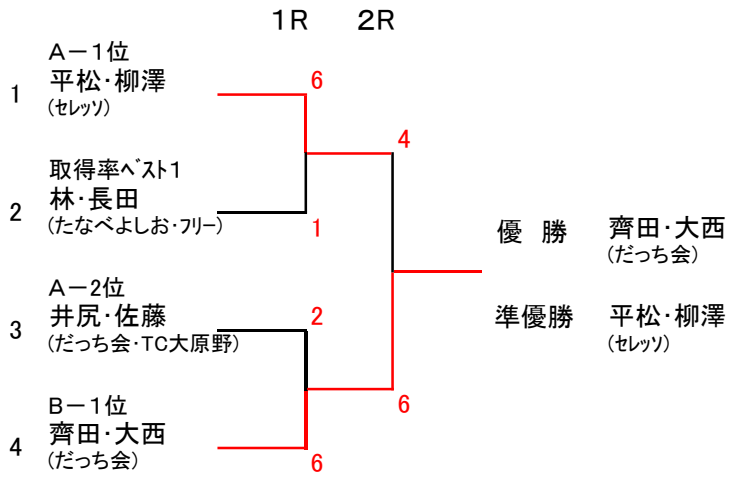 1R 2R
A-1位
1 平松・柳澤
(セレッソ)
6
4
取得率ベスト1
2 林・長田
(たなべよしお・フリー)
1
優 勝 齊田・大西
(だっち会)
A-2位
3 井尻・佐藤
(だっち会・TC大原野)
2
準優勝 平松・柳澤
(セレッソ)
B-1位
4 齊田・大西
(だっち会)
6
6